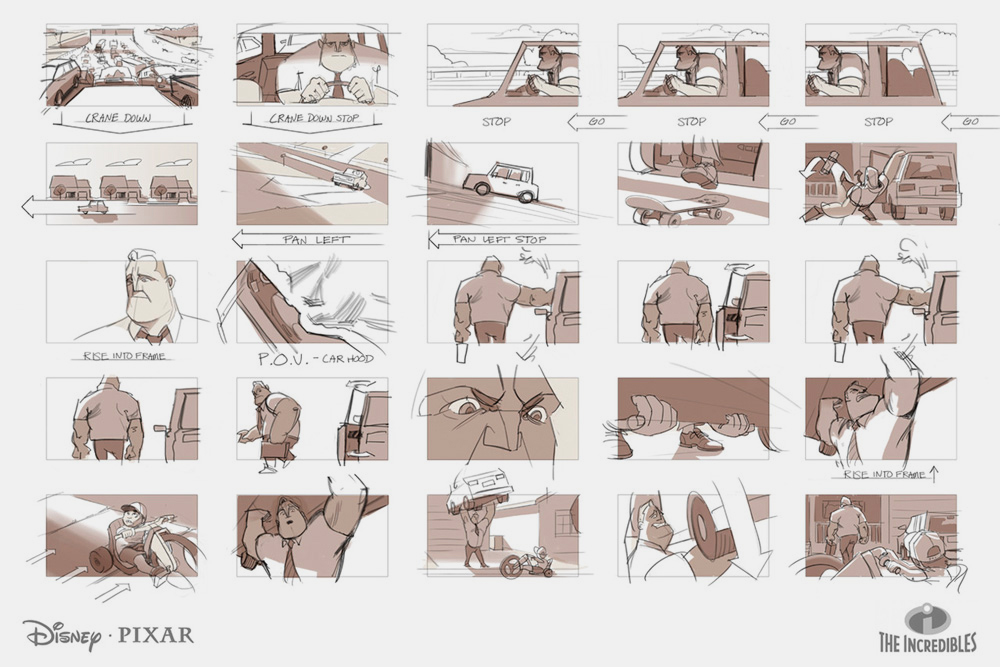 CRANE DOWN
CRANE DOWN STOP
STOP
GO
STOP
GO
STOP
GO
PAN LEFT
PAN LEFT STOP
RISE INTO FRAME
P.O.V. - CAR HOOD
RISE INTO FRAME
DISNEY · PIXAR
THE INCREDIBLES